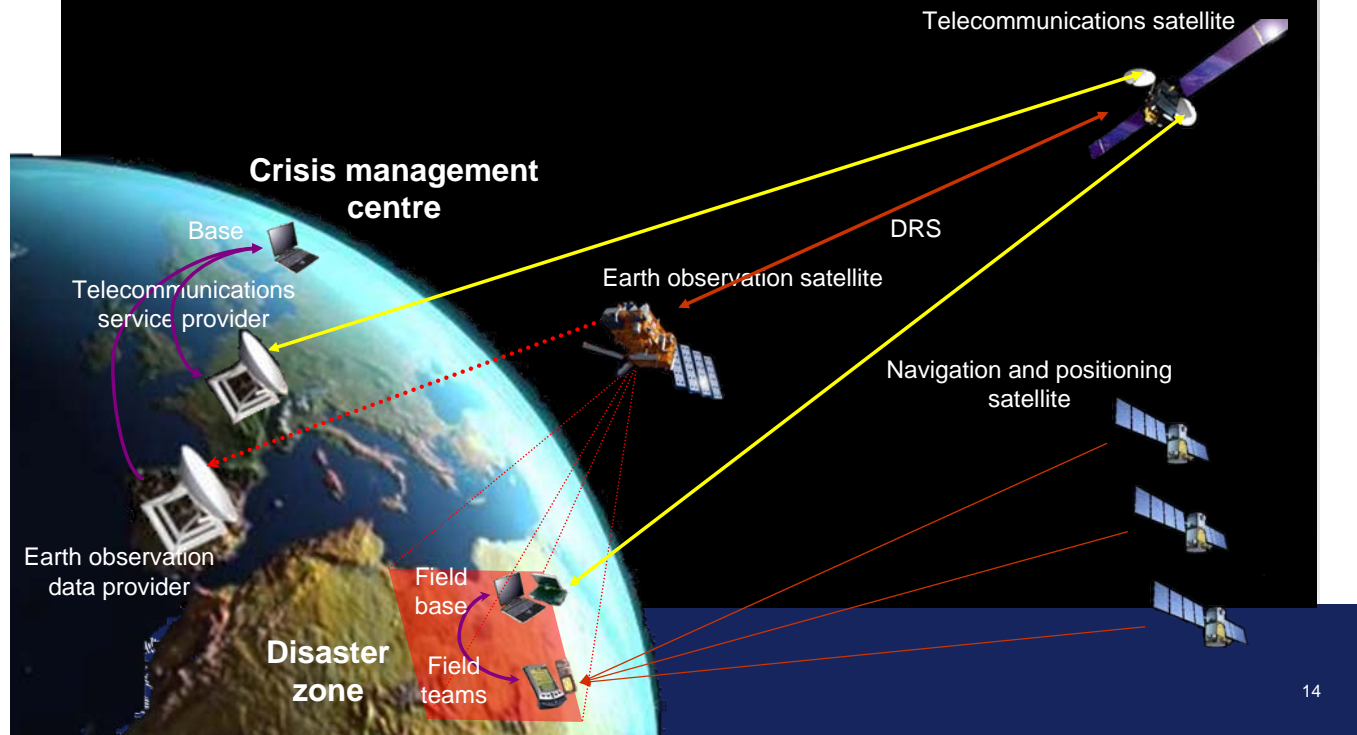 Telecommunications satellite
Crisis management
centre
Base
DRS
Earth observation satellite
Telecommunications
service provider
Navigation and positioning
satellite
Earth observation
data provider
Field
base
Disaster
zone
Field
teams
14